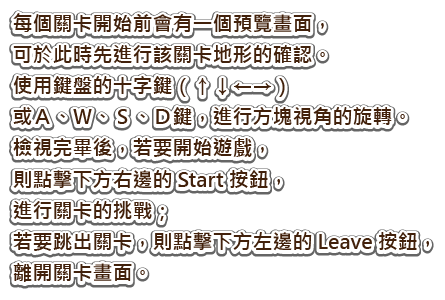 每個關卡開始前會有一個預覽畫面，
可於此時先進行該關卡地形的確認。
使用鍵盤的十字鍵 ( ↑↓←→ )
或Ａ、Ｗ、Ｓ、Ｄ鍵，進行方塊視角的旋轉。
檢視完畢後，若要開始遊戲，
則點擊下方右邊的 Start 按鈕，
進行關卡的挑戰；
若要跳出關卡，則點擊下方左邊的 Leave 按鈕，
離開關卡畫面。